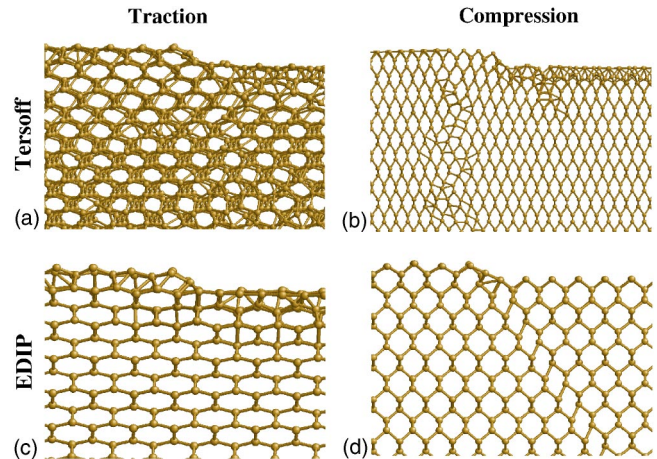 Traction
Compression
Tersoff
(a)
(b)
EDIP
(c)
(d)